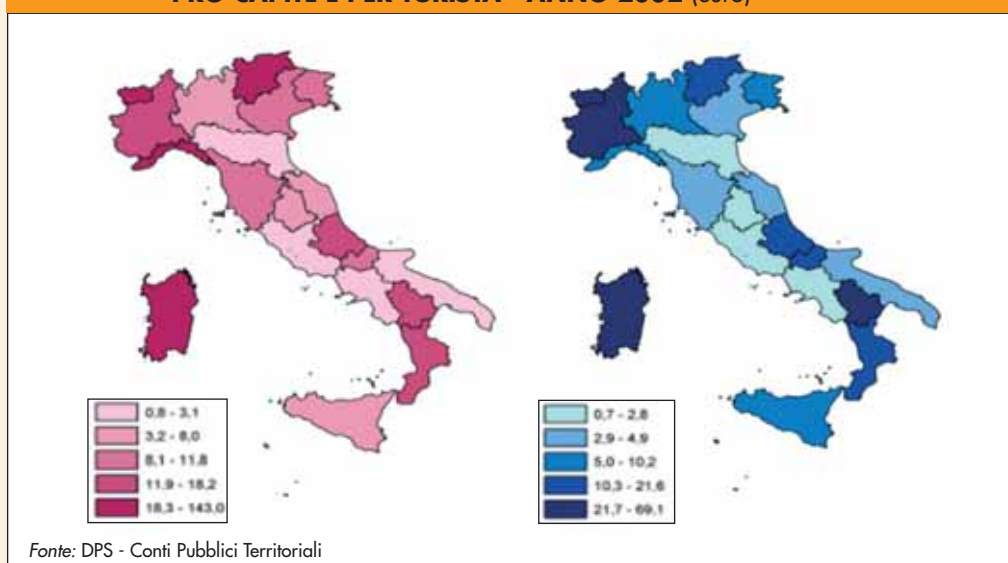 PRO CAPITE E PER TURISTA - ANNO 2002 (euro)
0,8 - 3,1
3,2 - 8,0
8,1 - 11,8
11,9 - 18,2
18,3 - 143,0
0,7 - 2,8
2,9 - 4,9
5,0 - 10,2
10,3 - 21,6
21,7 - 69,1
Fonte: DPS - Conti Pubblici Territoriali